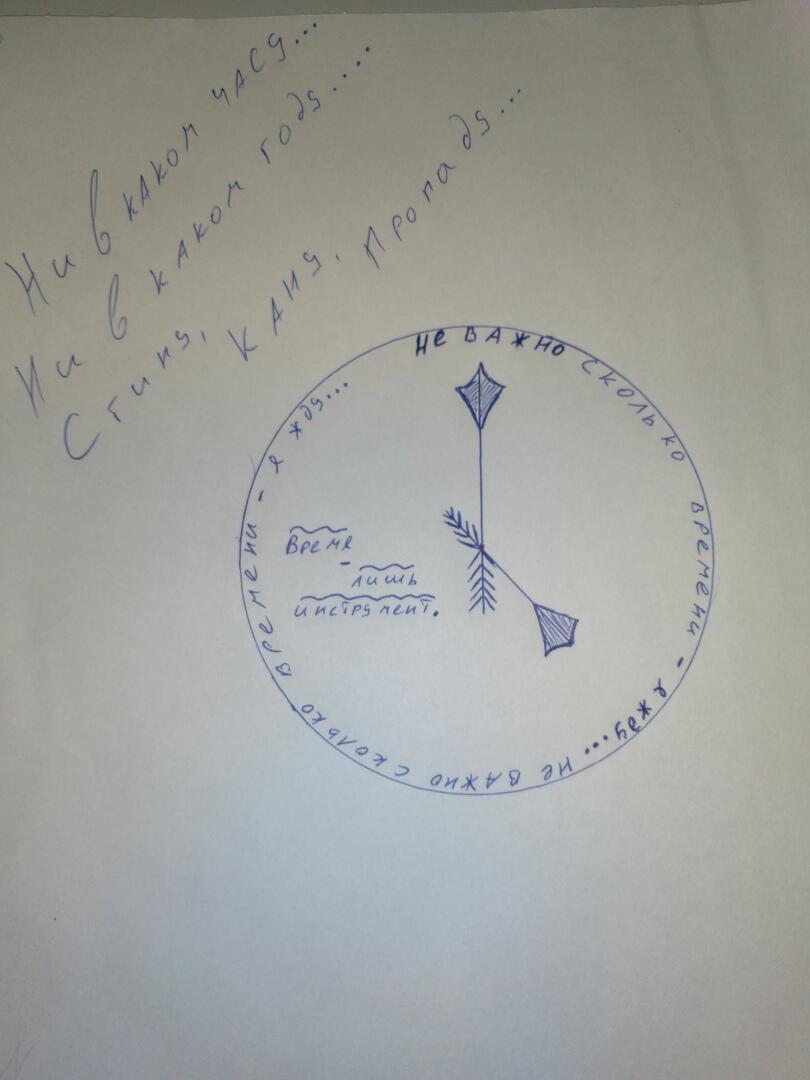 Ни в каком часу...
Ни в каком году....
Стину, кану, пропаду...
Не важно сколько времени - я жду... Не важно сколько времени - я жду...
Время
- лишь
инструмент.